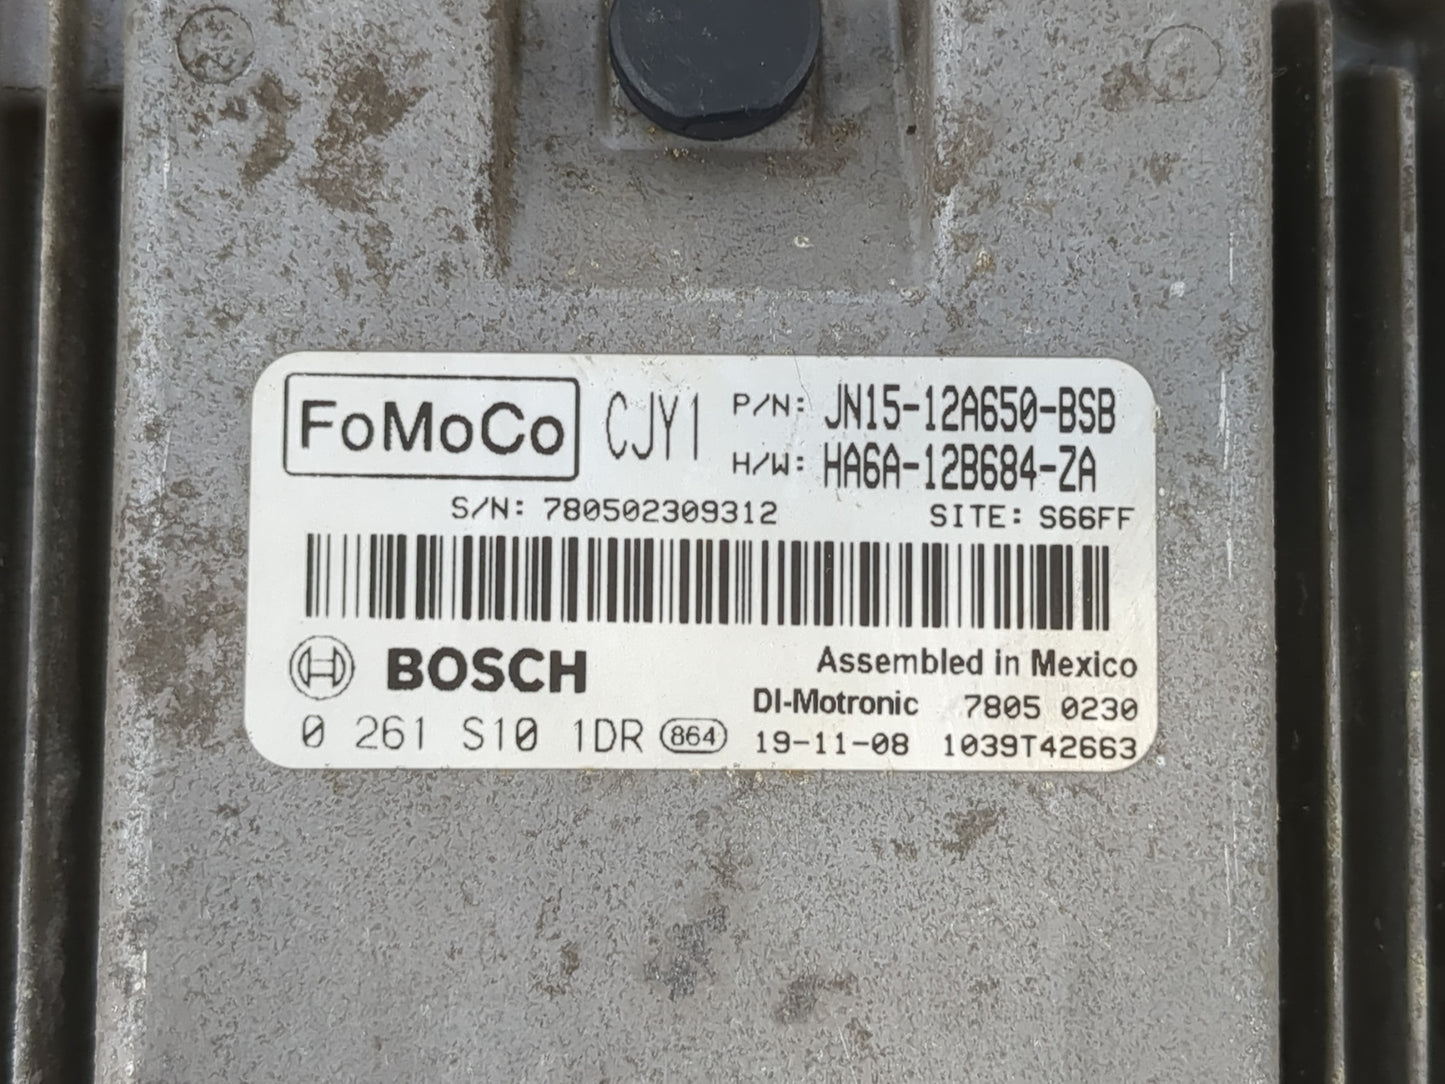 FoMoCo CJY1 P/N: JN15-12A650-BSB
H/W: HA6A-12B684-ZA
S/N: 780502309312 SITE: S66FF
BOSCH Assembled in Mexico
DI-Motronic 7805 0230
0 261 S10 1DR 864 19-11-08 1039T42663